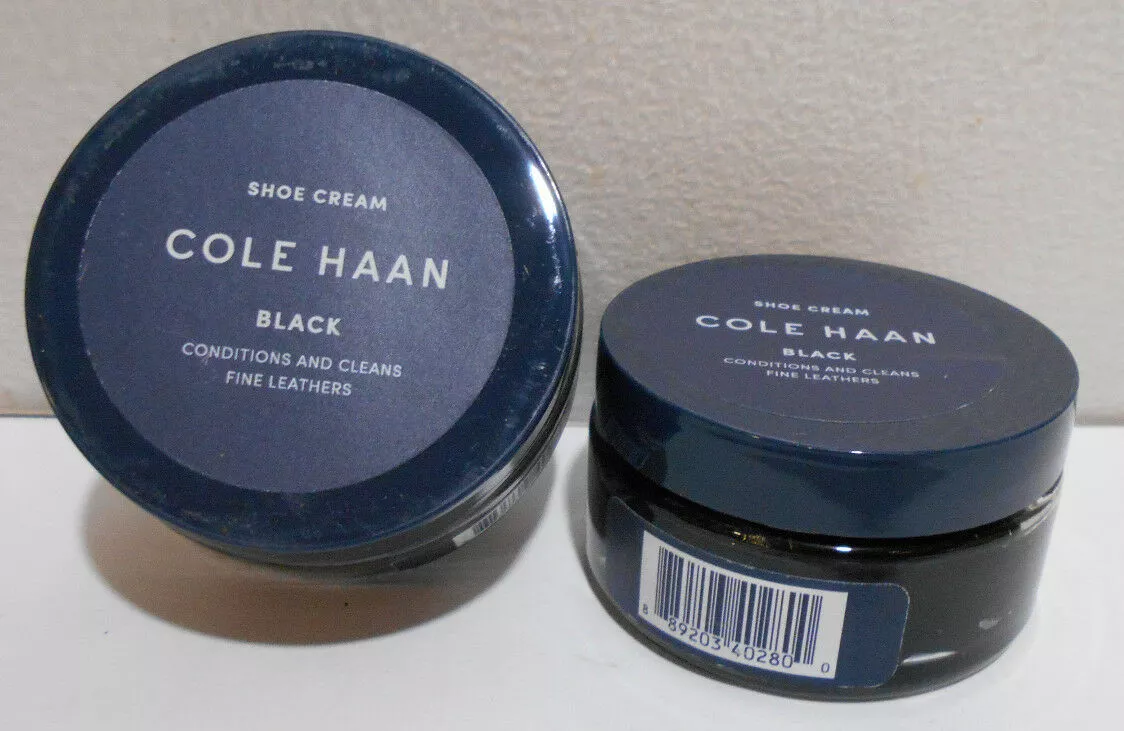 SHOE CREAM
COLE HAAN
BLACK
CONDITIONS AND CLEANS
FINE LEATHERS
SHOE CREAM
COLE HAAN
BLACK
CONDITIONS AND CLEANS
FINE LEATHERS
8 89203 40280 0